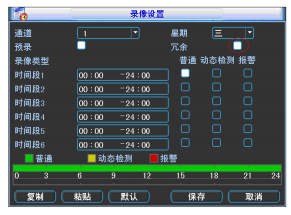 录像设置
通道 1 星期 三
预录 冗余
录像类型 普通 动态检测 报警
时间段1 00:00 -24:00
时间段2 00:00 -24:00
时间段3 00:00 -24:00
时间段4 00:00 -24:00
时间段5 00:00 -24:00
时间段6 00:00 -24:00
普通 动态检测 报警
0 3 6 9 12 15 18 21 24
复制 粘贴 默认 保存 取消